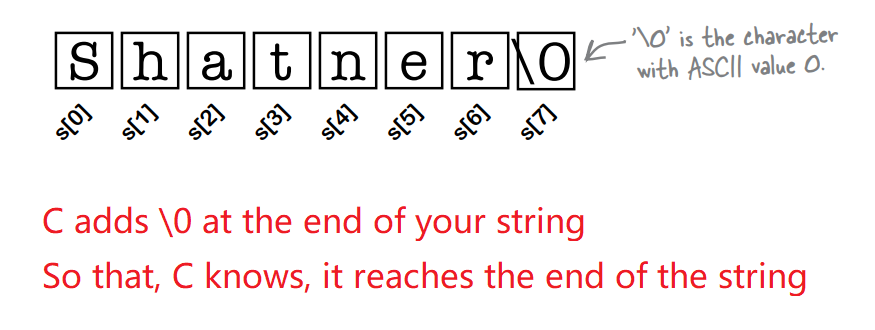 Shatner\0
'\0' is the character
with ASCII value 0.
s[0] s[1] s[2] s[3] s[4] s[5] s[6] s[7]
C adds \0 at the end of your string
So that, C knows, it reaches the end of the string